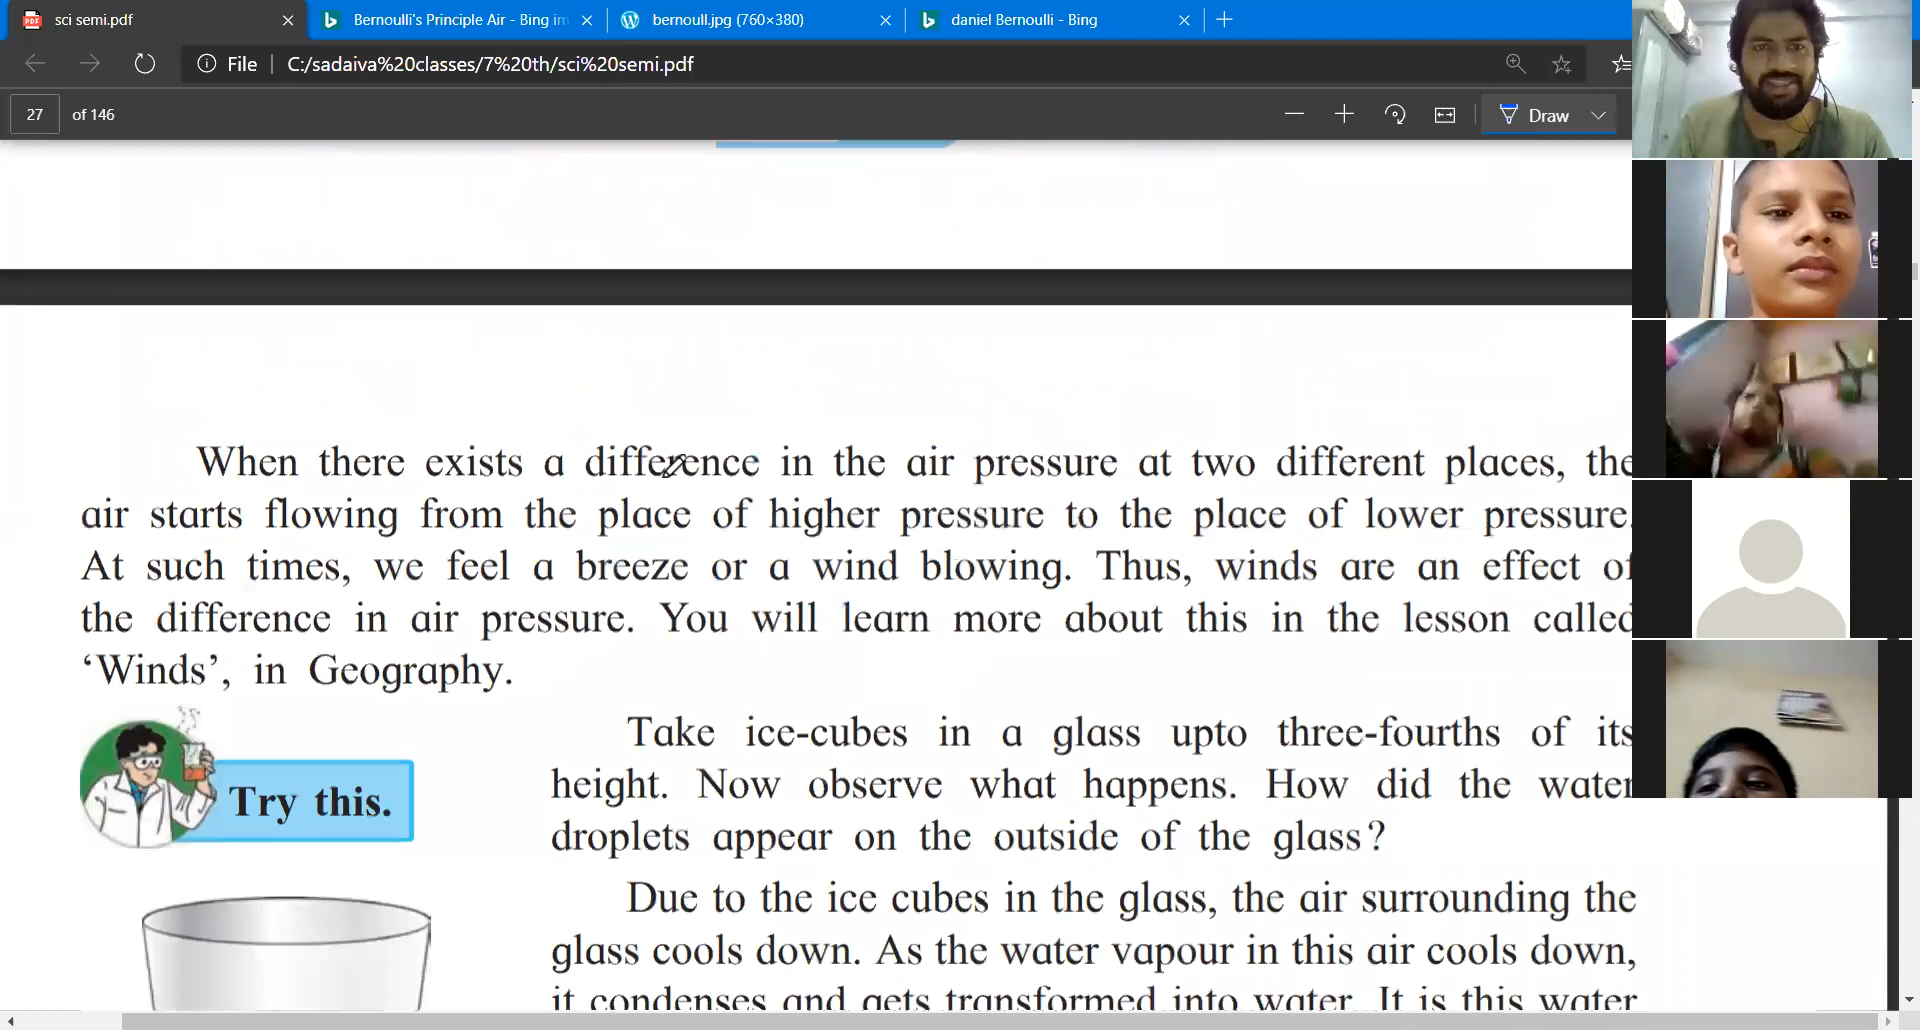 sci semi.pdf
Bernoulli's Principle Air - Bing im
bernoull.jpg (760×380)
daniel Bernoulli - Bing
File
C:/sadaiva%20classes/7%20th/sci%20semi.pdf
27 of 146
Draw
When there exists a difference in the air pressure at two different places, the
air starts flowing from the place of higher pressure to the place of lower pressure.
At such times, we feel a breeze or a wind blowing. Thus, winds are an effect of
the difference in air pressure. You will learn more about this in the lesson called
‘Winds’, in Geography.
Try this.
Take ice-cubes in a glass upto three-fourths of its
height. Now observe what happens. How did the water
droplets appear on the outside of the glass?
Due to the ice cubes in the glass, the air surrounding the
glass cools down. As the water vapour in this air cools down,
it condenses and gets transformed into water. It is this water